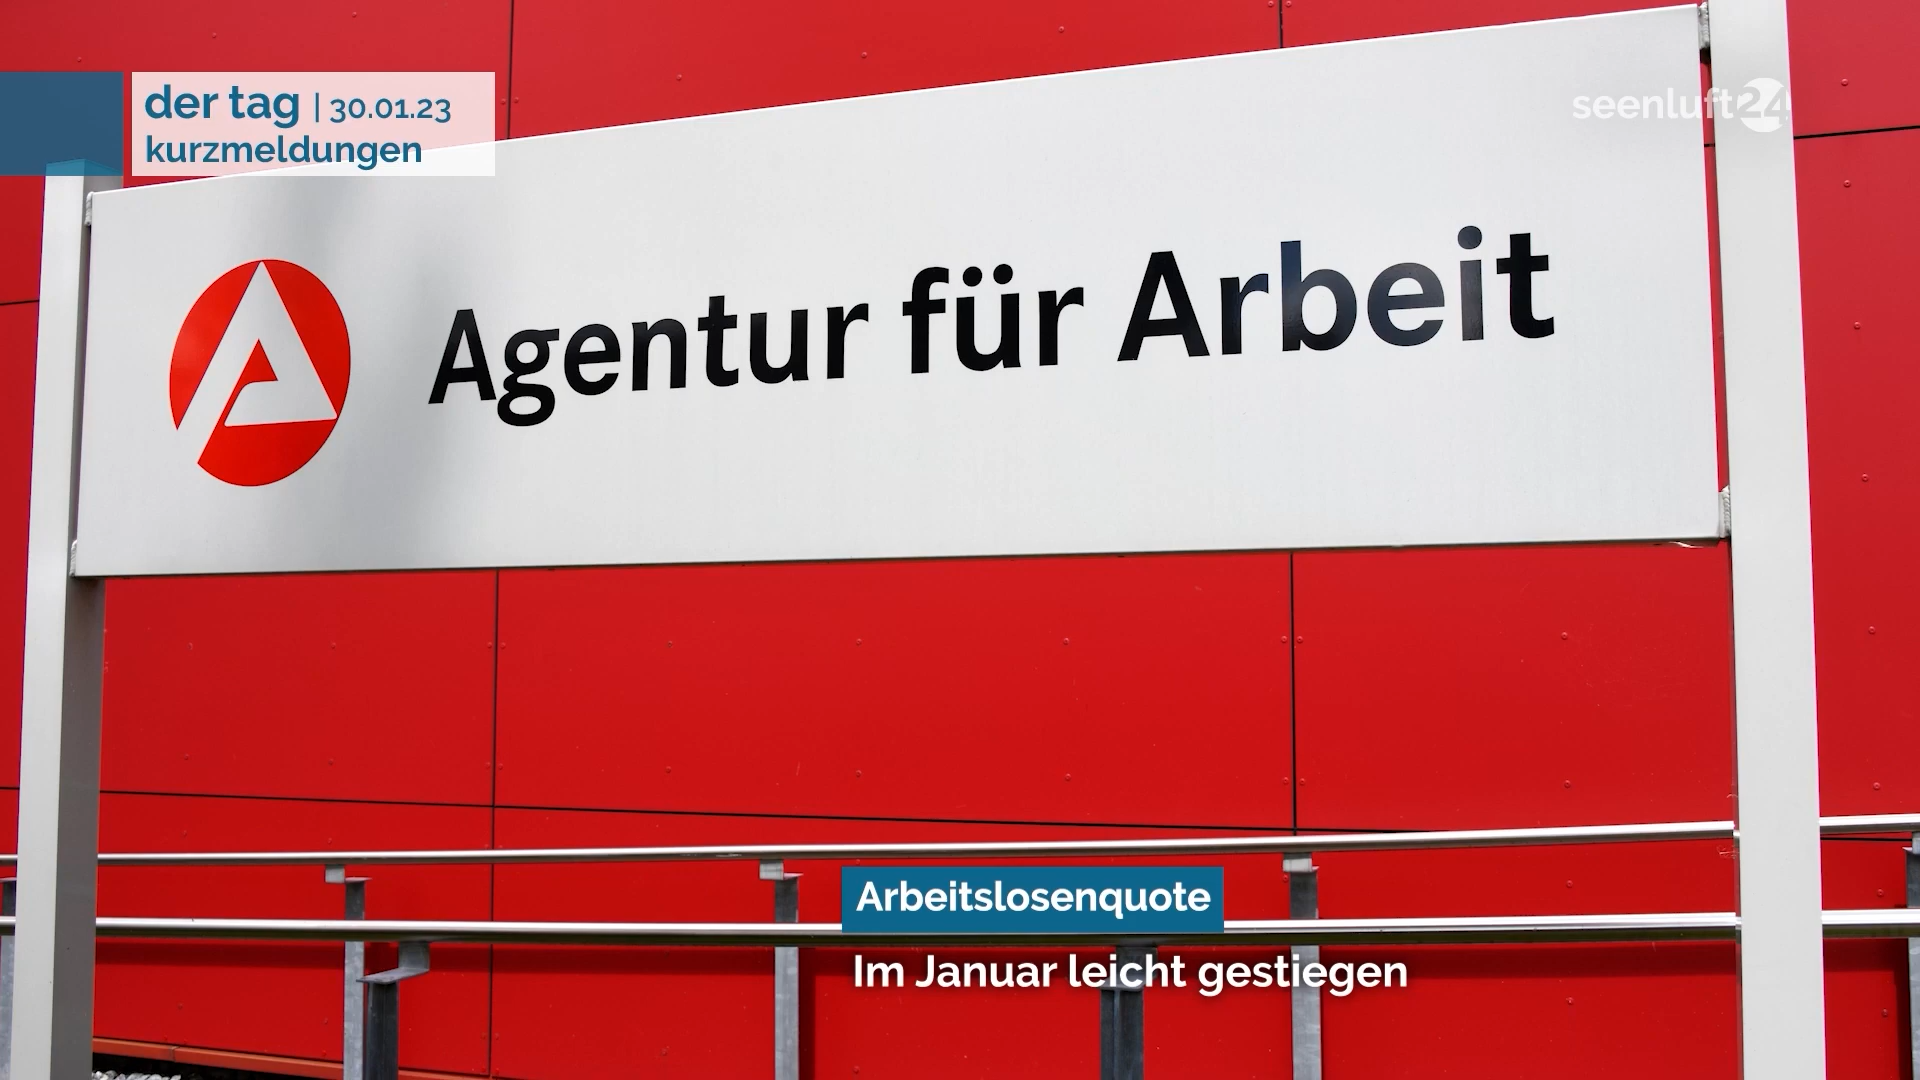 der tag | 30.01.23
kurzmeldungen
seenluft24
Agentur für Arbeit
Arbeitslosenquote
Im Januar leicht gestiegen